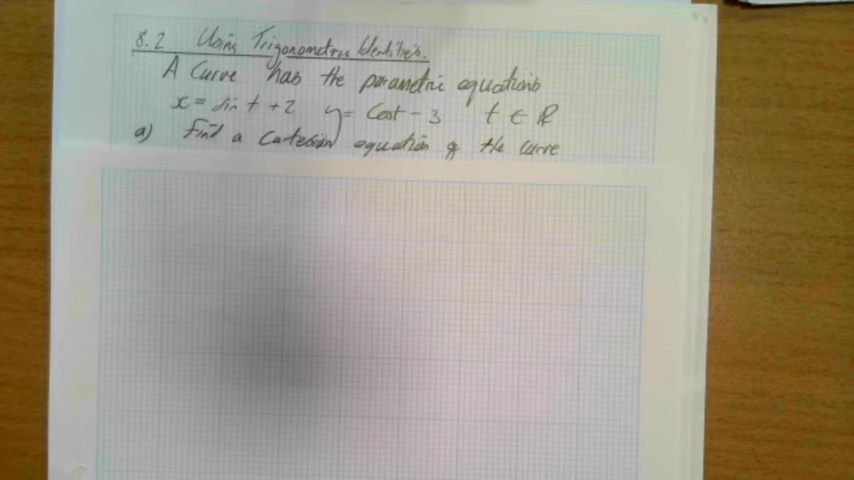 8.2 Using Trigonometric Identities.
A Curve has the parametric equations
x = sin t + 2 y = Cost - 3 t ∈ ℝ
a) Find a Cartesian equation of the curve